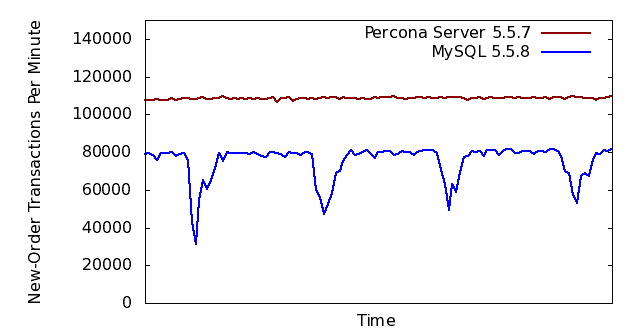 Percona Server 5.5.7
MySQL 5.5.8
New-Order Transactions Per Minute
140000
120000
100000
80000
60000
40000
20000
0
Time